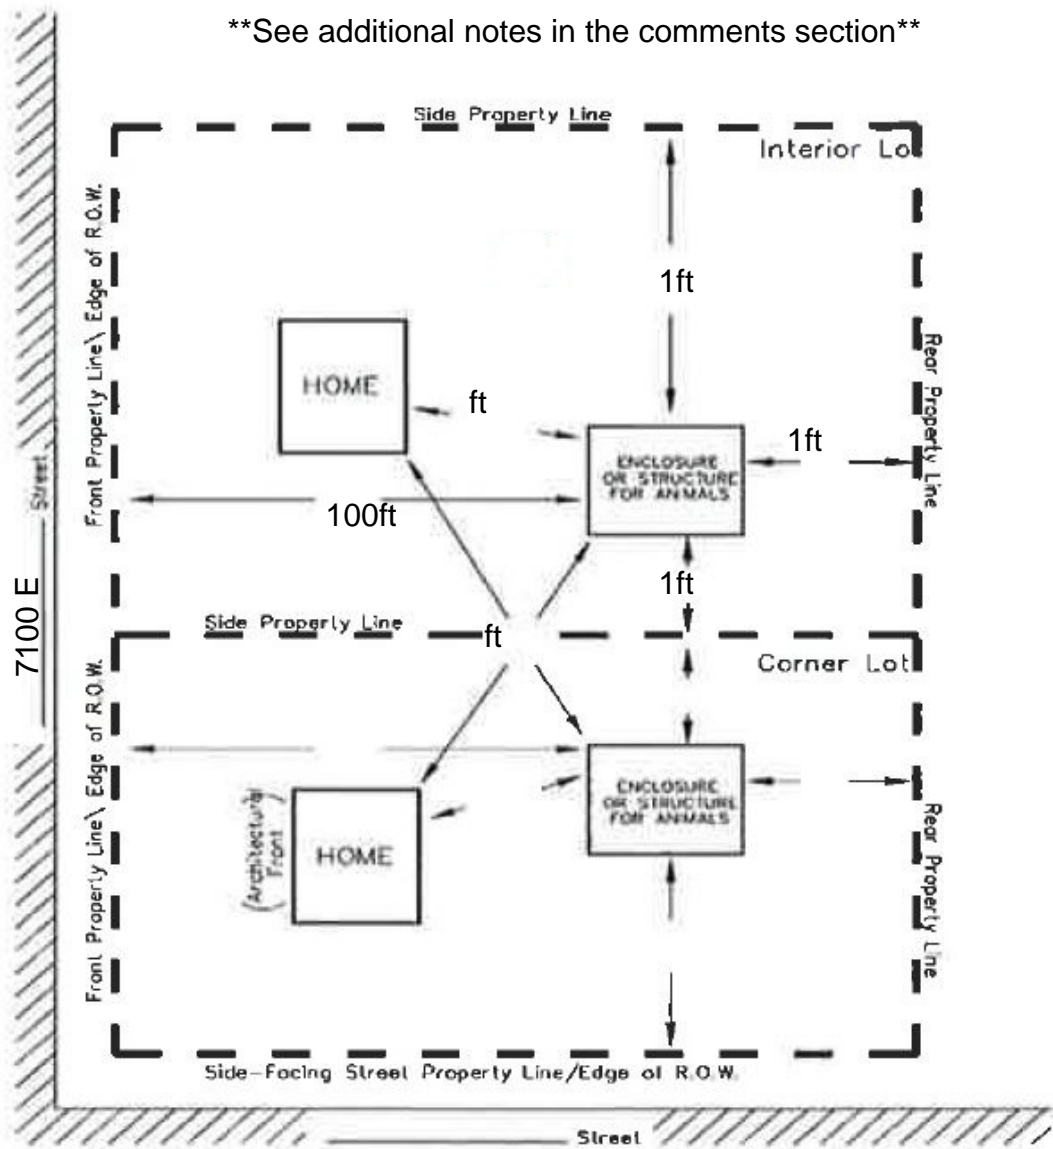 **See additional notes in the comments section**
Side Property Line
Interior Lo
Front Property Line\ Edge of R.O.W.
1ft
HOME
ft
Rear Property Line
ENCLOSURE
OR STRUCTURE
FOR ANIMALS
1ft
Street
100ft
7100 E
1ft
Side Property Line
ft
Corner Lot
Front Property Line\ Edge of R.O.W.
ENCLOSURE
OR STRUCTURE
FOR ANIMALS
(Architectural
Front)
HOME
Rear Property Line
Side-Facing Street Property Line/Edge of R.O.W.
Street